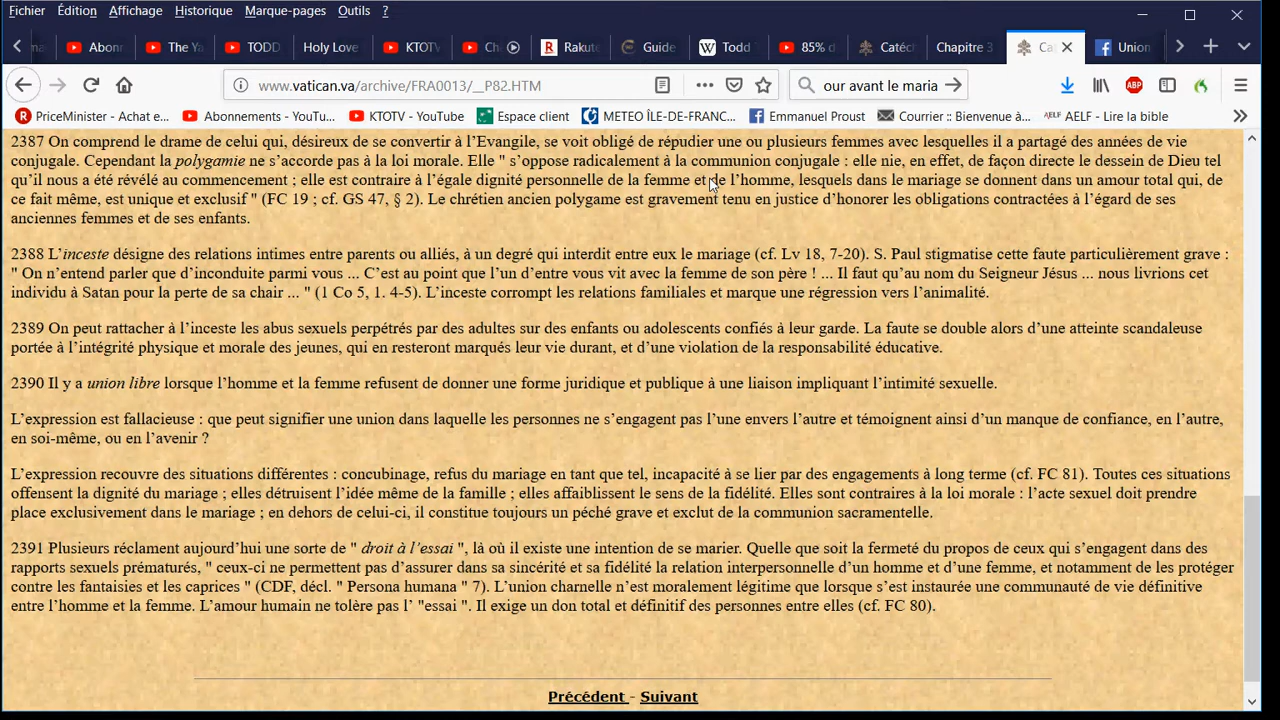 Fichier Édition Affichage Historique Marque-pages Outils ?
Abonn The Ya TODD Holy Love KTOTV Ch Rakute Guide Todd 85% d Catéch Chapitre 3 Ca Union
www.vatican.va/archive/FRA0013/__P82.HTM our avant le maria
PriceMinister - Achat e... Abonnements - YouTu... KTOTV - YouTube Espace client METEO ÎLE-DE-FRANC... Emmanuel Proust Courrier :: Bienvenue à... AELF AELF - Lire la bible
2387 On comprend le drame de celui qui, désireux de se convertir à l'Evangile, se voit obligé de répudier une ou plusieurs femmes avec lesquelles il a partagé des années de vie
conjugale. Cependant la polygamie ne s'accorde pas à la loi morale. Elle " s'oppose radicalement à la communion conjugale : elle nie, en effet, de façon directe le dessein de Dieu tel
qu'il nous a été révélé au commencement ; elle est contraire à l'égale dignité personnelle de la femme et de l'homme, lesquels dans le mariage se donnent dans un amour total qui, de
ce fait même, est unique et exclusif " (FC 19 ; cf. GS 47, § 2). Le chrétien ancien polygame est gravement tenu en justice d'honorer les obligations contractées à l'égard de ses
anciennes femmes et de ses enfants.
2388 L'inceste désigne des relations intimes entre parents ou alliés, à un degré qui interdit entre eux le mariage (cf. Lv 18, 7-20). S. Paul stigmatise cette faute particulièrement grave :
" On n'entend parler que d'inconduite parmi vous ... C'est au point que l'un d'entre vous vit avec la femme de son père ! ... Il faut qu'au nom du Seigneur Jésus ... nous livrions cet
individu à Satan pour la perte de sa chair ... " (1 Co 5, 1. 4-5). L'inceste corrompt les relations familiales et marque une régression vers l'animalité.
2389 On peut rattacher à l'inceste les abus sexuels perpétrés par des adultes sur des enfants ou adolescents confiés à leur garde. La faute se double alors d'une atteinte scandaleuse
portée à l'intégrité physique et morale des jeunes, qui en resteront marqués leur vie durant, et d'une violation de la responsabilité éducative.
2390 Il y a union libre lorsque l'homme et la femme refusent de donner une forme juridique et publique à une liaison impliquant l'intimité sexuelle.
L'expression est fallacieuse : que peut signifier une union dans laquelle les personnes ne s'engagent pas l'une envers l'autre et témoignent ainsi d'un manque de confiance, en l'autre,
en soi-même, ou en l'avenir ?
L'expression recouvre des situations différentes : concubinage, refus du mariage en tant que tel, incapacité à se lier par des engagements à long terme (cf. FC 81). Toutes ces situations
offensent la dignité du mariage ; elles détruisent l'idée même de la famille ; elles affaiblissent le sens de la fidélité. Elles sont contraires à la loi morale : l'acte sexuel doit prendre
place exclusivement dans le mariage ; en dehors de celui-ci, il constitue toujours un péché grave et exclut de la communion sacramentelle.
2391 Plusieurs réclament aujourd'hui une sorte de " droit à l'essai ", là où il existe une intention de se marier. Quelle que soit la fermeté du propos de ceux qui s'engagent dans des
rapports sexuels prématurés, " ceux-ci ne permettent pas d'assurer dans sa sincérité et sa fidélité la relation interpersonnelle d'un homme et d'une femme, et notamment de les protéger
contre les fantaisies et les caprices " (CDF, décl. " Persona humana " 7). L'union charnelle n'est moralement légitime que lorsque s'est instaurée une communauté de vie définitive
entre l'homme et la femme. L'amour humain ne tolère pas l' "essai ". Il exige un don total et définitif des personnes entre elles (cf. FC 80).
Précédent - Suivant